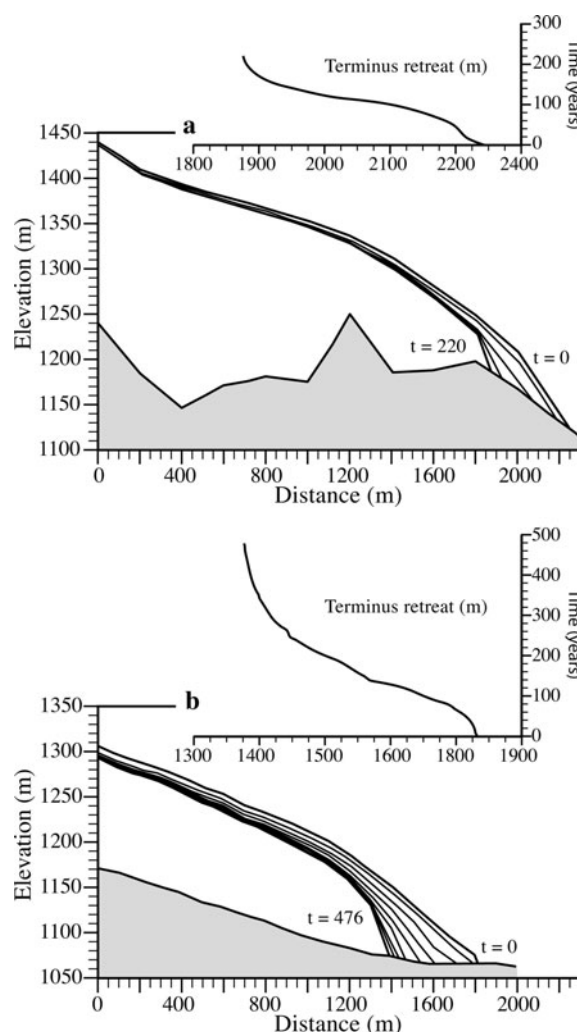 300
200
100
0
Time (years)
Terminus retreat (m)
1800 1900 2000 2100 2200 2300 2400
a
1450
1400
1350
1300
1250
1200
1150
1100
Elevation (m)
t = 220
t = 0
0 400 800 1200 1600 2000
Distance (m)
500
400
300
200
100
0
Time (years)
Terminus retreat (m)
1300 1400 1500 1600 1700 1800 1900
b
1350
1300
1250
1200
1150
1100
1050
Elevation (m)
t = 476
t = 0
0 400 800 1200 1600 2000
Distance (m)